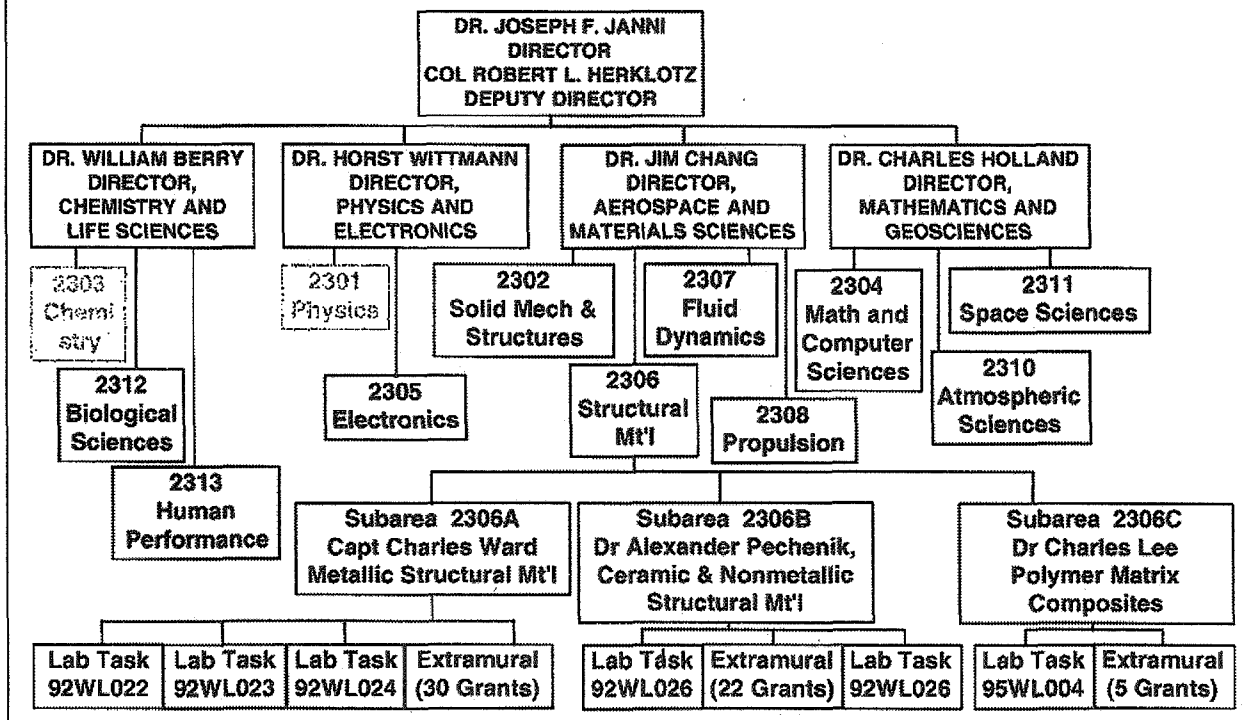 DR. JOSEPH F. JANNI
DIRECTOR
COL ROBERT L. HERKLOTZ
DEPUTY DIRECTOR
DR. WILLIAM BERRY
DIRECTOR,
CHEMISTRY AND
LIFE SCIENCES
DR. HORST WITTMANN
DIRECTOR,
PHYSICS AND
ELECTRONICS
DR. JIM CHANG
DIRECTOR,
AEROSPACE AND
MATERIALS SCIENCES
DR. CHARLES HOLLAND
DIRECTOR,
MATHEMATICS AND
GEOSCIENCES
2303
Chemi
stry
2312
Biological
Sciences
2313
Human
Performance
2301
Physics
2305
Electronics
2302
Solid Mech &
Structures
2306
Structural
Mt'l
2307
Fluid
Dynamics
2308
Propulsion
2304
Math and
Computer
Sciences
2311
Space Sciences
2310
Atmospheric
Sciences
Subarea 2306A
Capt Charles Ward
Metallic Structural Mt'l
Subarea 2306B
Dr Alexander Pechenik,
Ceramic & Nonmetallic
Structural Mt'l
Subarea 2306C
Dr Charles Lee
Polymer Matrix
Composites
Lab Task
92WL022
Lab Task
92WL023
Lab Task
92WL024
Extramural
(30 Grants)
Lab Task
92WL026
Extramural
(22 Grants)
Lab Task
92WL026
Lab Task
95WL004
Extramural
(5 Grants)